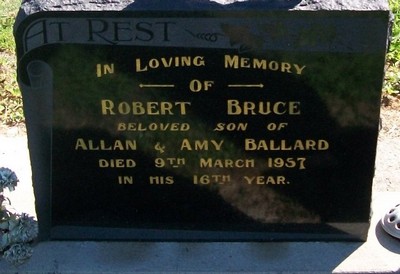 AT REST
IN LOVING MEMORY
OF
ROBERT BRUCE
BELOVED SON OF
ALLAN & AMY BALLARD
DIED 9TH MARCH 1957
IN HIS 16TH YEAR.